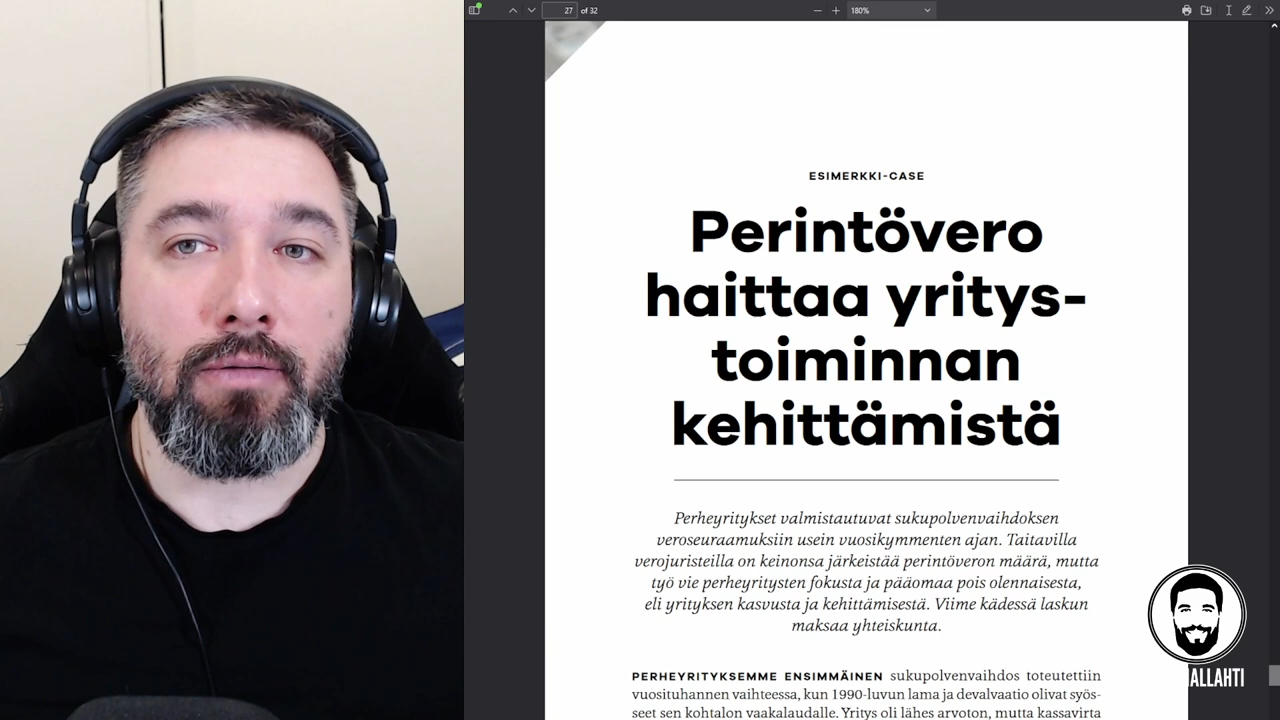 27 of 32
180%
ESIMERKKI-CASE
Perintövero
haittaa yritys-
toiminnan
kehittämistä
Perheyritykset valmistautuvat sukupolvenvaihdoksen
veroseuraamuksiin usein vuosikymmenten ajan. Taitavilla
verojuristeilla on keinonsa järkeistää perintöveron määrä, mutta
työ vie perheyritysten fokusta ja pääomaa pois olennaisesta,
eli yrityksen kasvusta ja kehittämisestä. Viime kädessä laskun
maksaa yhteiskunta.
PERHEYRITYKSEMME ENSIMMÄINEN sukupolvenvaihdos toteutettiin
vuosituhannen vaihteessa, kun 1990-luvun lama ja devalvaatio olivat syös-
seet sen kohtalon vaakalaudalle. Yritys oli lähes arvoton, mutta kassavirta